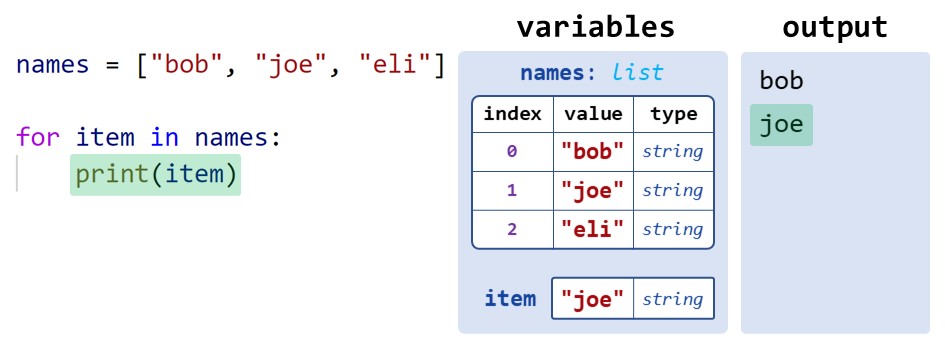 names = ["bob", "joe", "eli"]
for item in names:
    print(item)
variables
names: list
index value type
0 "bob" string
1 "joe" string
2 "eli" string
item "joe" string
output
bob
joe